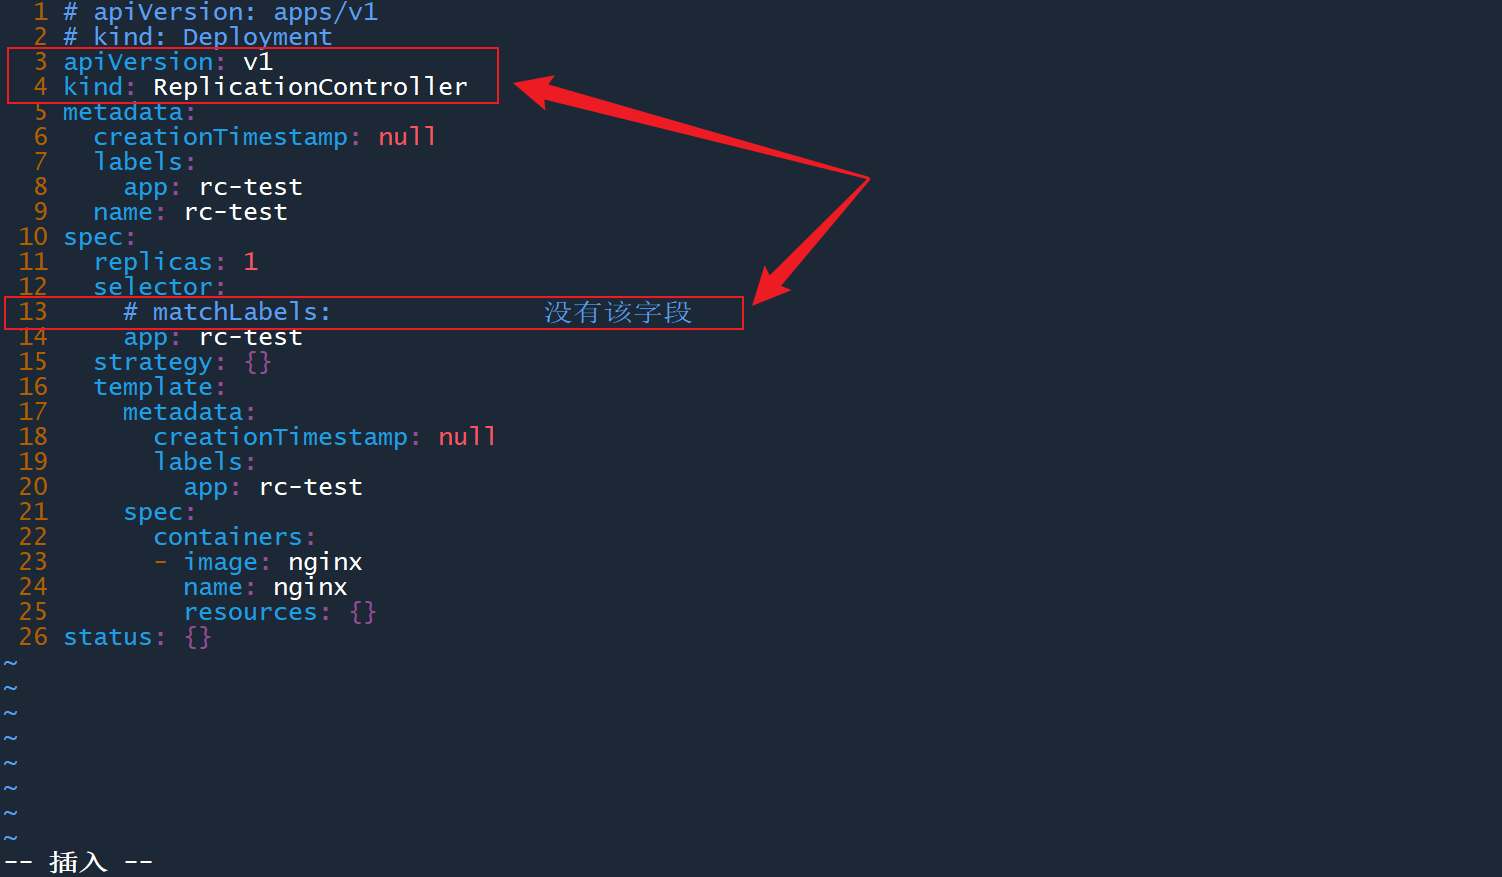 1 # apiVersion: apps/v1
2 # kind: Deployment
3 apiVersion: v1
4 kind: ReplicationController
5 metadata:
6   creationTimestamp: null
7   labels:
8     app: rc-test
9   name: rc-test
10 spec:
11   replicas: 1
12   selector:
13     # matchLabels:              没有该字段
14     app: rc-test
15   strategy: {}
16   template:
17     metadata:
18       creationTimestamp: null
19       labels:
20         app: rc-test
21     spec:
22       containers:
23       - image: nginx
24         name: nginx
25         resources: {}
26 status: {}
~
~
~
~
~
~
~
~
-- 插入 --